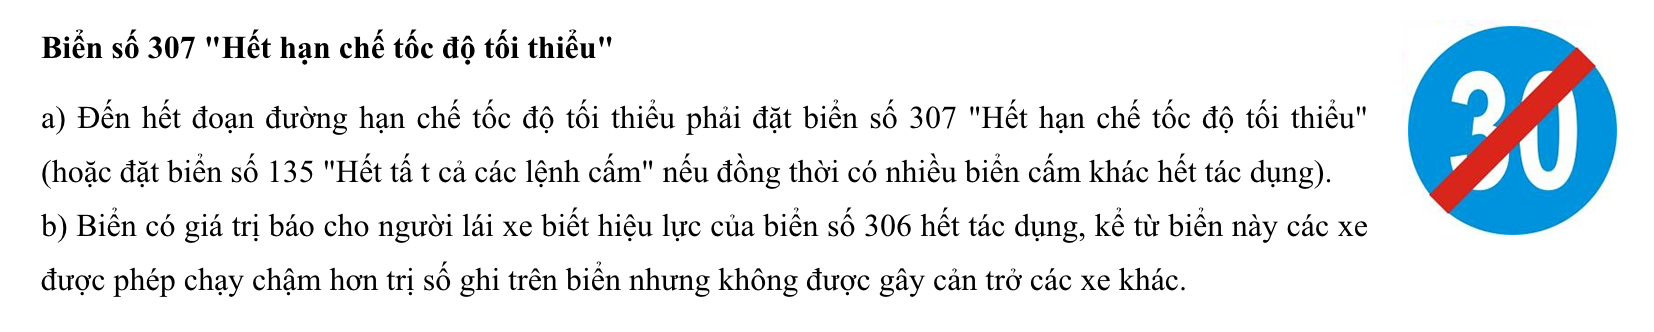 Biển số 307 "Hết hạn chế tốc độ tối thiểu"
a) Đến hết đoạn đường hạn chế tốc độ tối thiểu phải đặt biển số 307 "Hết hạn chế tốc độ tối thiểu"
(hoặc đặt biển số 135 "Hết tấ t cả các lệnh cấm" nếu đồng thời có nhiều biển cấm khác hết tác dụng).
b) Biển có giá trị báo cho người lái xe biết hiệu lực của biển số 306 hết tác dụng, kể từ biển này các xe
được phép chạy chậm hơn trị số ghi trên biển nhưng không được gây cản trở các xe khác.
30